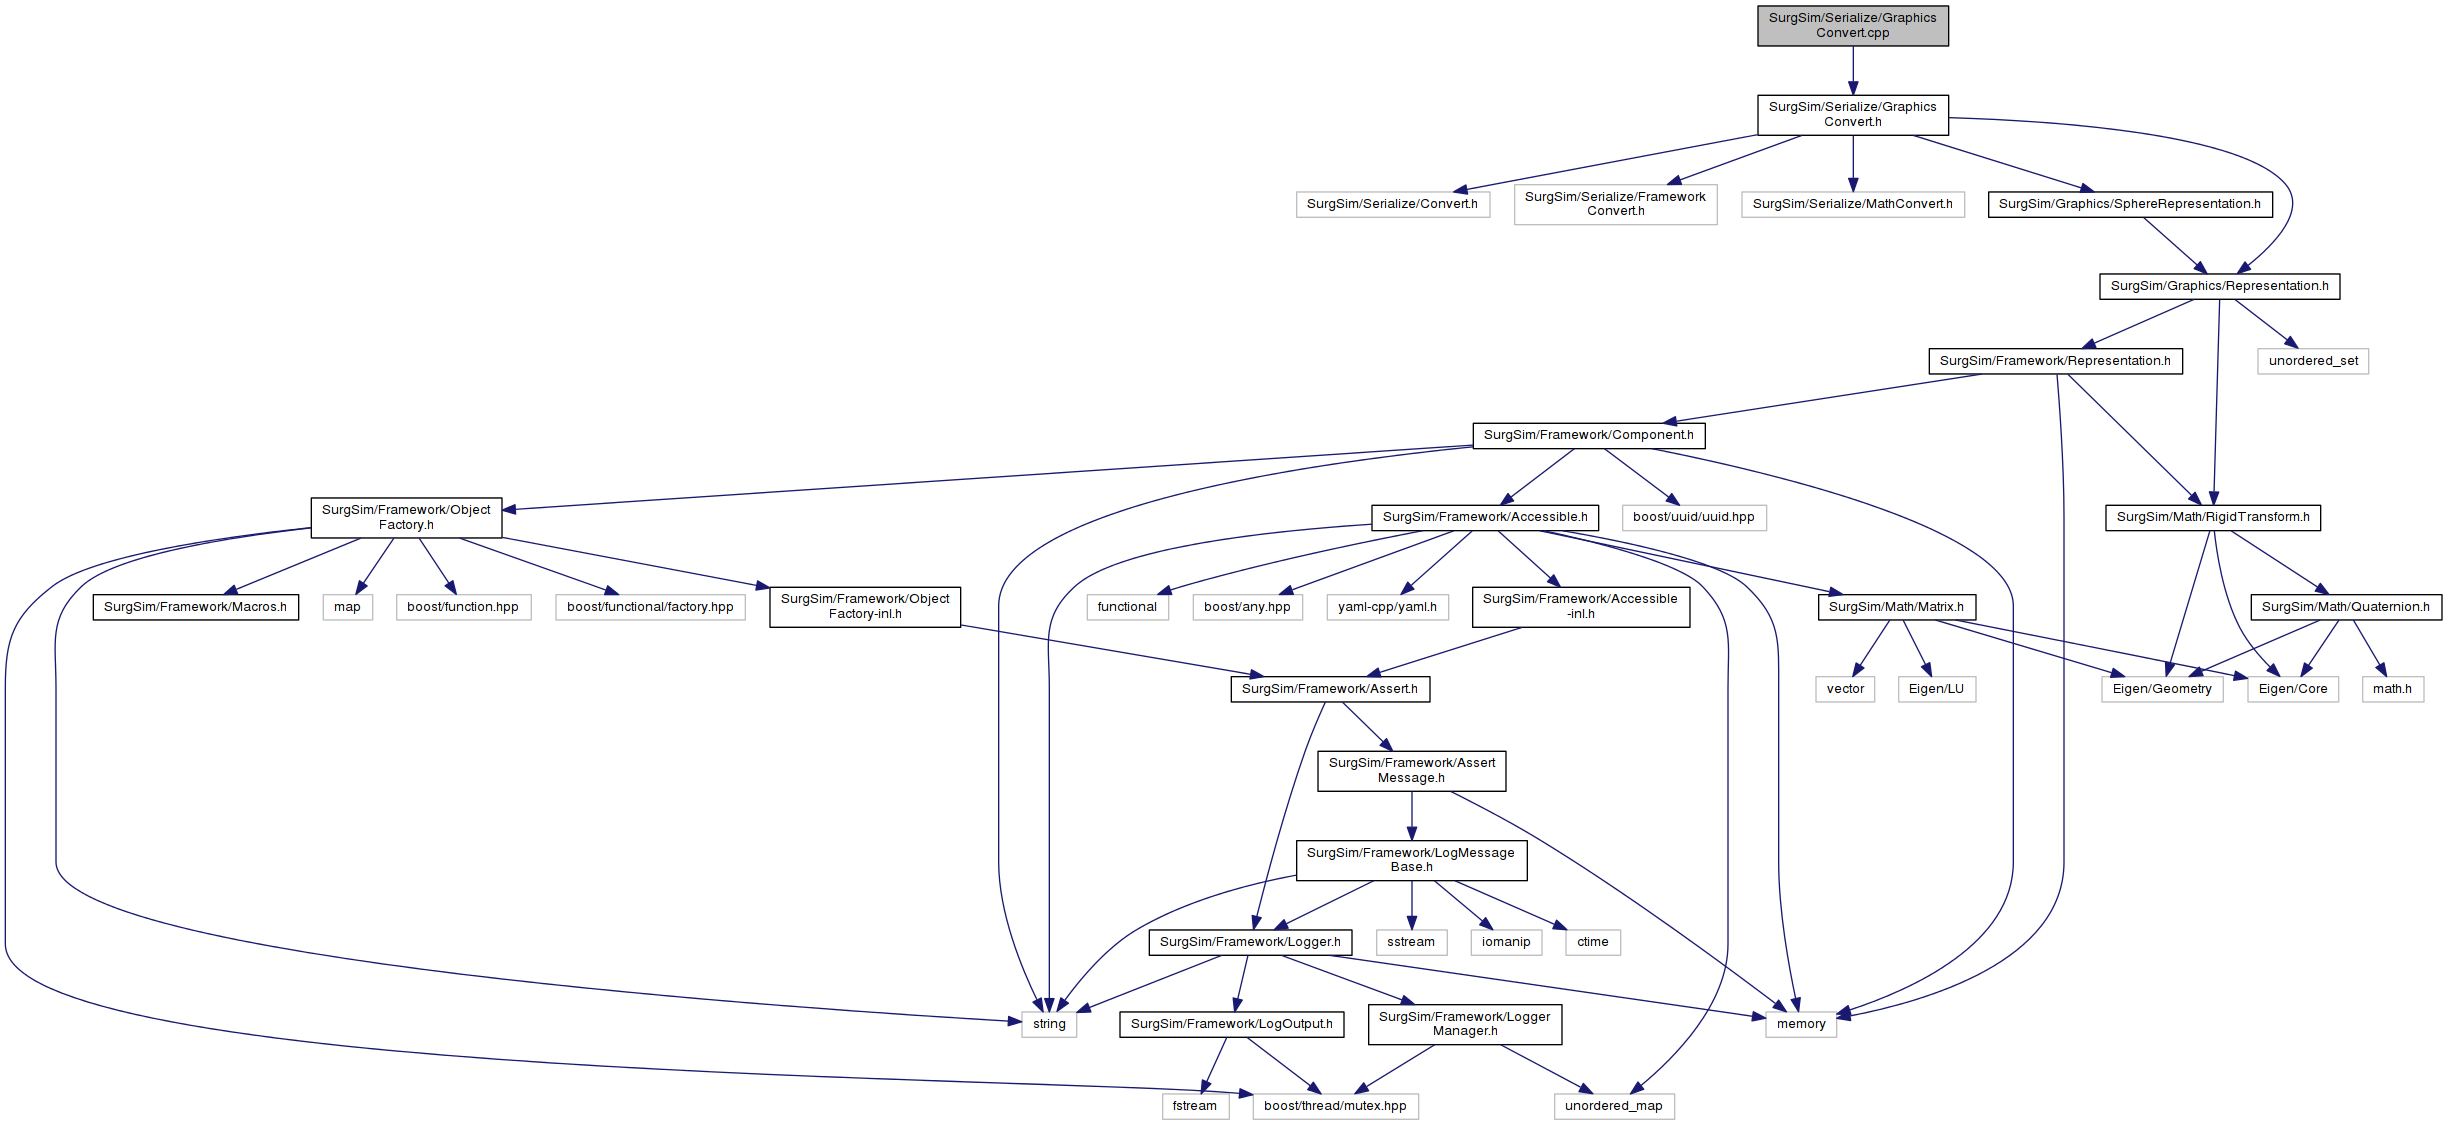 SurgSim/Serialize/Graphics
Convert.cpp
SurgSim/Serialize/Graphics
Convert.h
SurgSim/Serialize/Convert.h
SurgSim/Serialize/Framework
Convert.h
SurgSim/Serialize/MathConvert.h
SurgSim/Graphics/SphereRepresentation.h
SurgSim/Graphics/Representation.h
SurgSim/Framework/Representation.h
unordered_set
SurgSim/Framework/Component.h
SurgSim/Framework/Object
Factory.h
SurgSim/Framework/Accessible.h
boost/uuid/uuid.hpp
SurgSim/Math/RigidTransform.h
SurgSim/Framework/Macros.h
map
boost/function.hpp
boost/functional/factory.hpp
SurgSim/Framework/Object
Factory-inl.h
functional
boost/any.hpp
yaml-cpp/yaml.h
SurgSim/Framework/Accessible
-inl.h
SurgSim/Math/Matrix.h
SurgSim/Math/Quaternion.h
SurgSim/Framework/Assert.h
vector
Eigen/LU
Eigen/Geometry
Eigen/Core
math.h
SurgSim/Framework/Assert
Message.h
SurgSim/Framework/LogMessage
Base.h
SurgSim/Framework/Logger.h
sstream
iomanip
ctime
string
SurgSim/Framework/LogOutput.h
SurgSim/Framework/Logger
Manager.h
memory
fstream
boost/thread/mutex.hpp
unordered_map